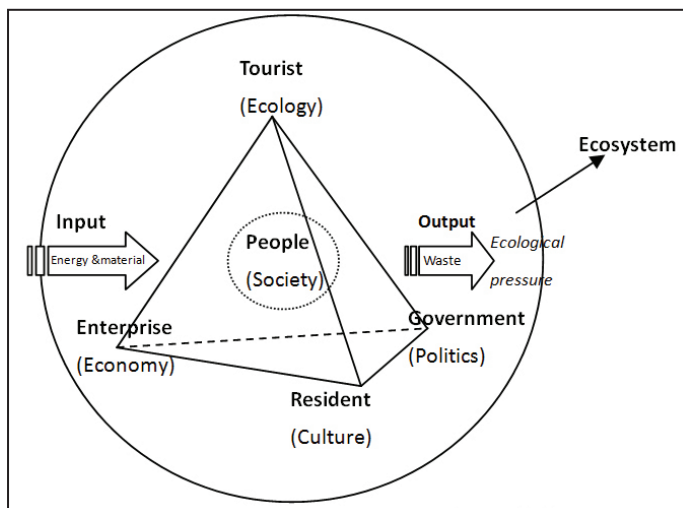 Tourist
(Ecology)
Ecosystem
Input
Energy &material
People
(Society)
Output
Waste
Ecological
pressure
Enterprise
(Economy)
Government
(Politics)
Resident
(Culture)